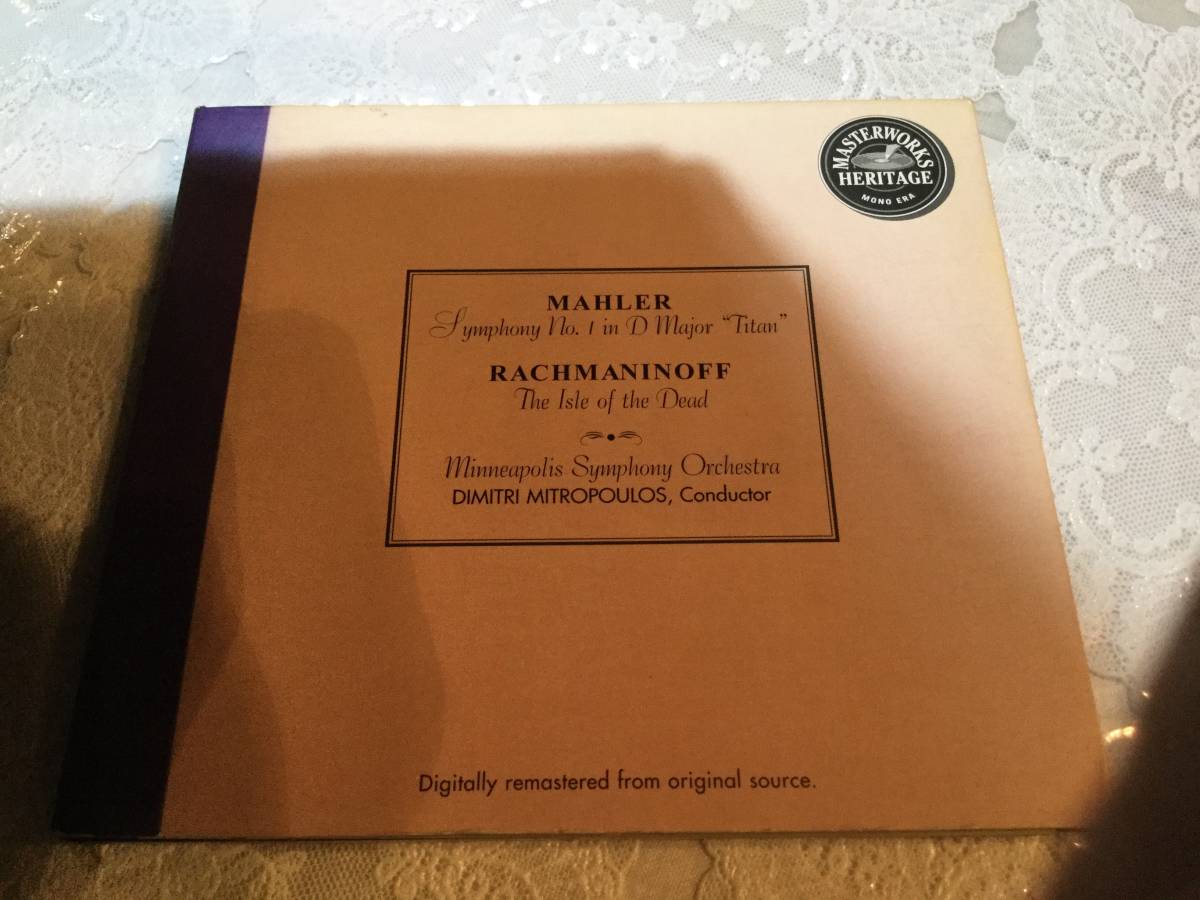 MASTERWORKS
HERITAGE
MONO ERA
MAHLER
Symphony No. 1 in D Major “Titan”
RACHMANINOFF
The Isle of the Dead
Minneapolis Symphony Orchestra
DIMITRI MITROPOULOS, Conductor
Digitally remastered from original source.